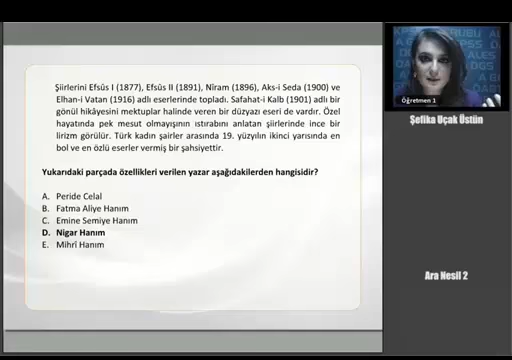 Şiirlerini Efsûs I (1877), Efsûs II (1891), Nîram (1896), Aks-i Seda (1900) ve
Elhan-i Vatan (1916) adlı eserlerinde topladı. Safahat-i Kalb (1901) adlı bir
gönül hikâyesini mektuplar halinde veren bir düzyazı eseri de vardır. Özel
hayatında pek mesut olmayışının ıstırabını anlatan şiirlerinde ince bir
lirizm görülür. Türk kadın şairler arasında 19. yüzyılın ikinci yarısında en
bol ve en özlü eserler vermiş bir şahsiyettir.
Yukarıdaki parçada özellikleri verilen yazar aşağıdakilerden hangisidir?
A. Peride Celal
B. Fatma Aliye Hanım
C. Emine Semiye Hanım
D. Nigar Hanım
E. Mihrî Hanım
Öğretmen 1
Şefika Uçak Üstün
Ara Nesil 2